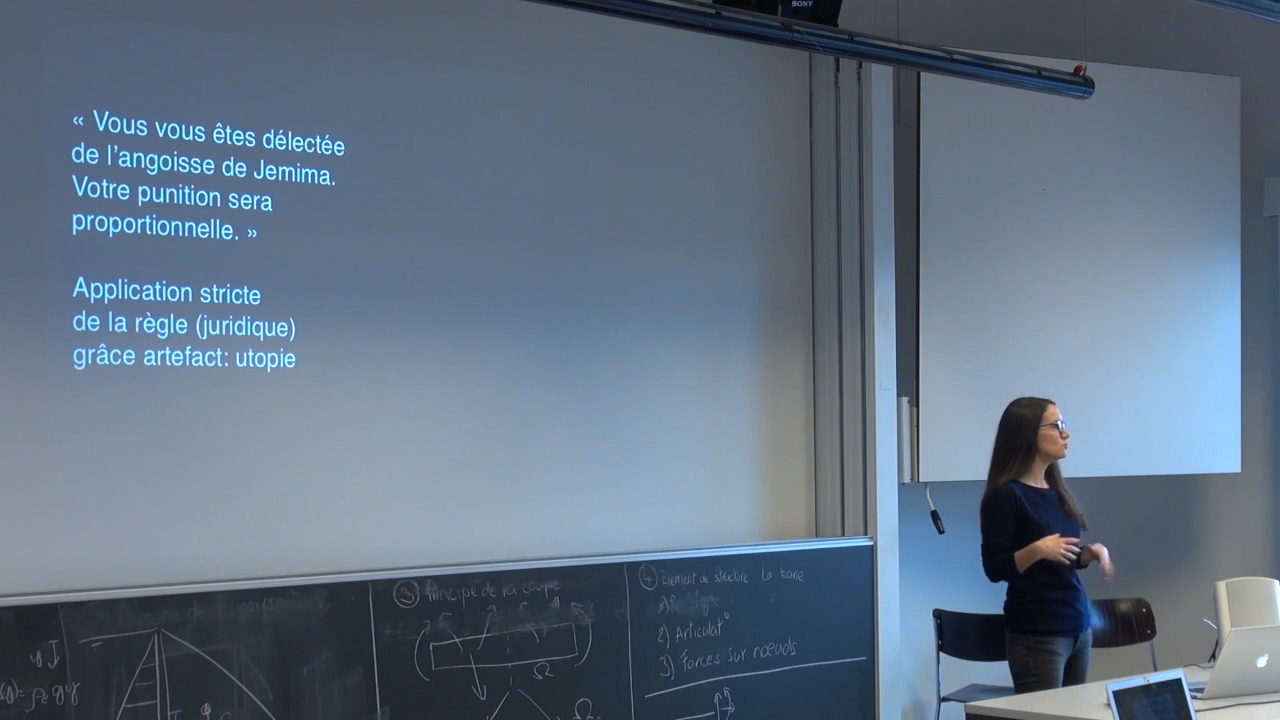 SONY
« Vous vous êtes délectée
de l'angoisse de Jemima.
Votre punition sera
proportionnelle. »
Application stricte
de la règle (juridique)
grâce artefact: utopie
③ Principe de la coupe
Ω
④ Élément de structure La barre
2) Articulat°
3) Forces sur nœuds